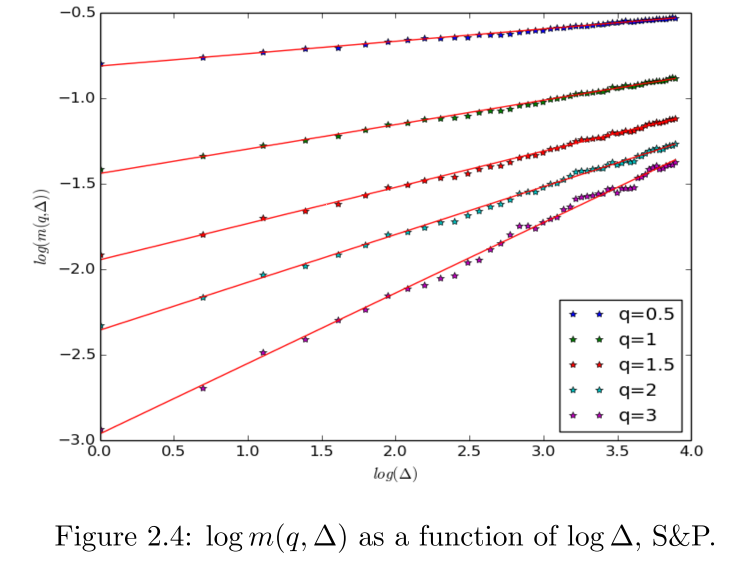 −0.5
−1.0
−1.5
−2.0
−2.5
−3.0
log(m(q,Δ))
q=0.5
q=1
q=1.5
q=2
q=3
0.0 0.5 1.0 1.5 2.0 2.5 3.0 3.5 4.0
log(Δ)
Figure 2.4: log m(q, Δ) as a function of log Δ, S&P.